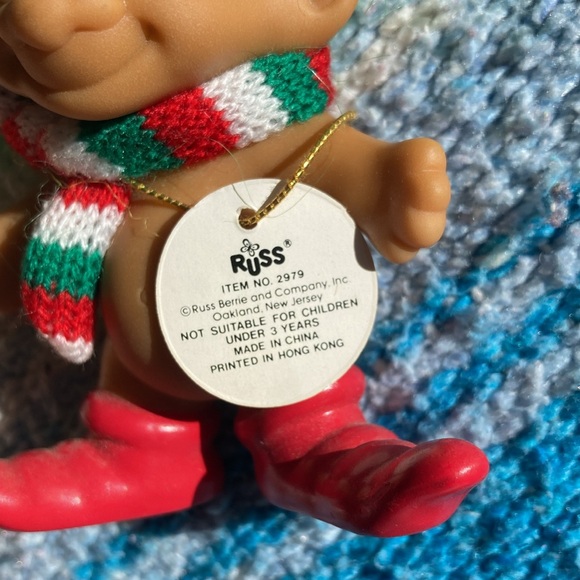 RUSS®
ITEM NO. 2979
©Russ Berrie and Company, Inc.
Oakland, New Jersey
NOT SUITABLE FOR CHILDREN
UNDER 3 YEARS
MADE IN CHINA
PRINTED IN HONG KONG